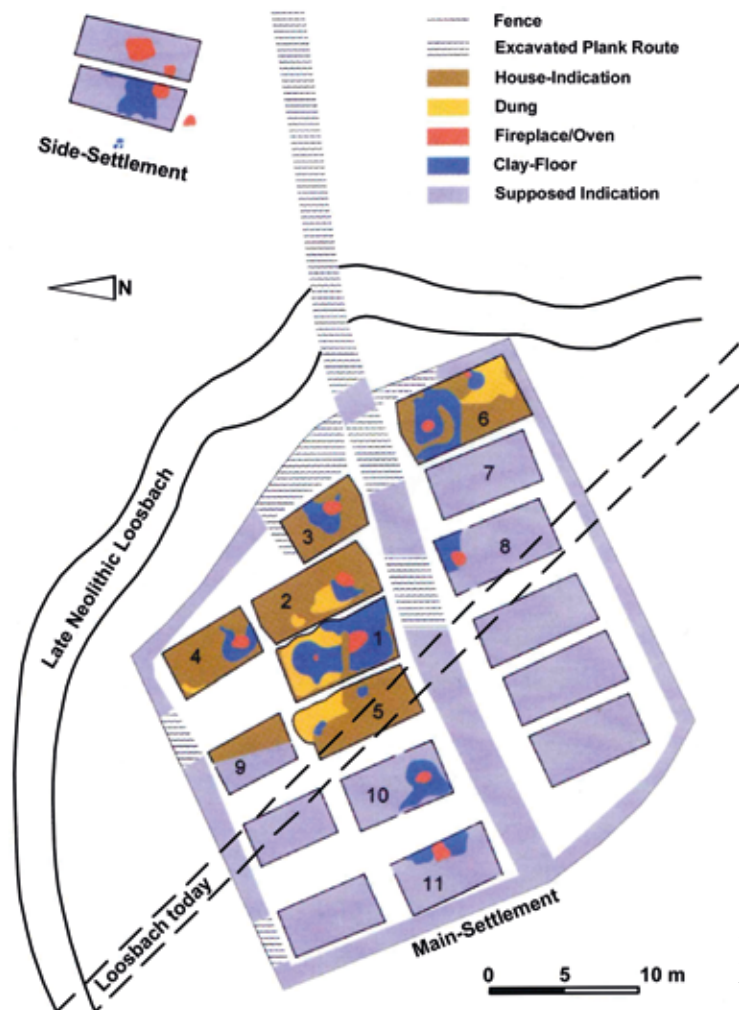 Fence
Excavated Plank Route
House-Indication
Dung
Fireplace/Oven
Clay-Floor
Supposed Indication
Side-Settlement
N
Late Neolithic Loosbach
6
7
3
8
2
1
4
5
9
10
11
Loosbach today
Main-Settlement
0 5 10 m